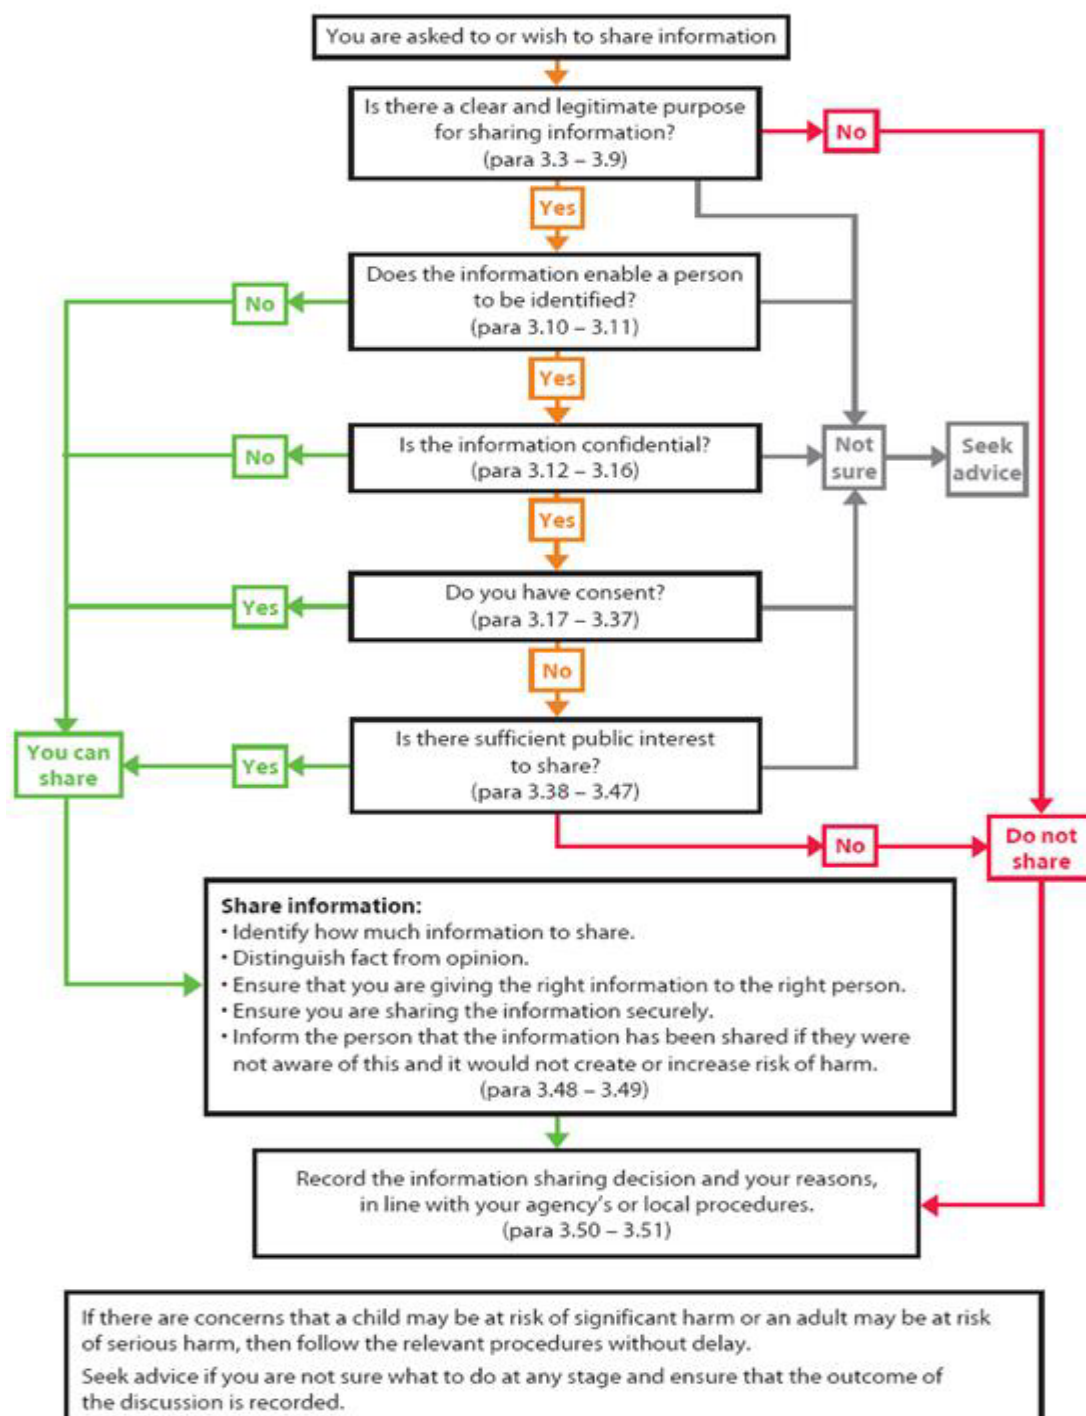 You are asked to or wish to share information
Is there a clear and legitimate purpose
for sharing information?
(para 3.3 – 3.9)
No
Yes
Does the information enable a person
to be identified?
(para 3.10 – 3.11)
No
Yes
Is the information confidential?
(para 3.12 – 3.16)
No
Not
sure
Seek
advice
Yes
Do you have consent?
(para 3.17 – 3.37)
Yes
No
Is there sufficient public interest
to share?
(para 3.38 – 3.47)
Yes
You can
share
No
Do not
share
Share information:
• Identify how much information to share.
• Distinguish fact from opinion.
• Ensure that you are giving the right information to the right person.
• Ensure you are sharing the information securely.
• Inform the person that the information has been shared if they were
not aware of this and it would not create or increase risk of harm.
(para 3.48 – 3.49)
Record the information sharing decision and your reasons,
in line with your agency's or local procedures.
(para 3.50 – 3.51)
If there are concerns that a child may be at risk of significant harm or an adult may be at risk
of serious harm, then follow the relevant procedures without delay.
Seek advice if you are not sure what to do at any stage and ensure that the outcome of
the discussion is recorded.